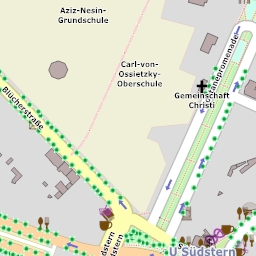 Aziz-Nesin-
Grundschule
Carl-von-
Ossietzky-
Oberschule
Gemeinschaft
Christi
Blücherstraße
U Südstern